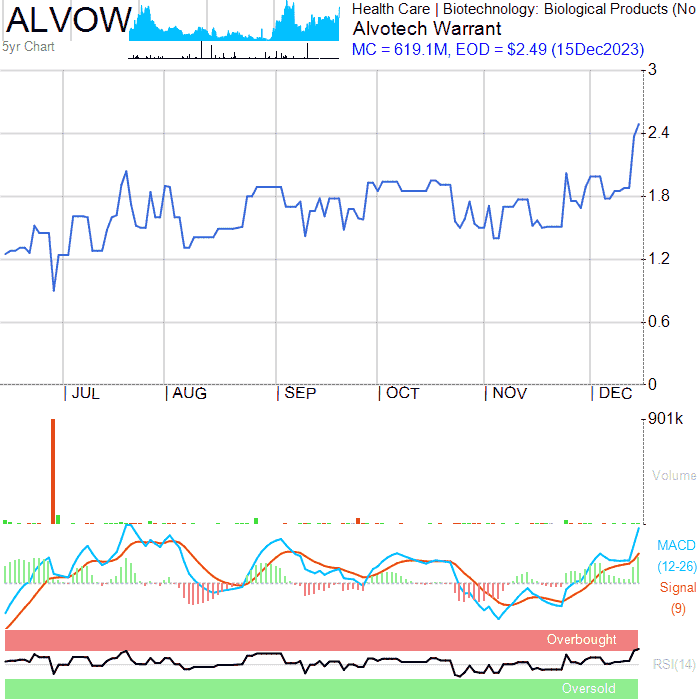 ALVOW
5yr Chart
Health Care | Biotechnology: Biological Products (No
Alvotech Warrant
MC = 619.1M, EOD = $2.49 (15Dec2023)
3
2.4
1.8
1.2
0.6
0
| JUL | AUG | SEP | OCT | NOV | DEC
901k
Volume
MACD
(12-26)
Signal
(9)
Overbought
RSI(14)
Oversold